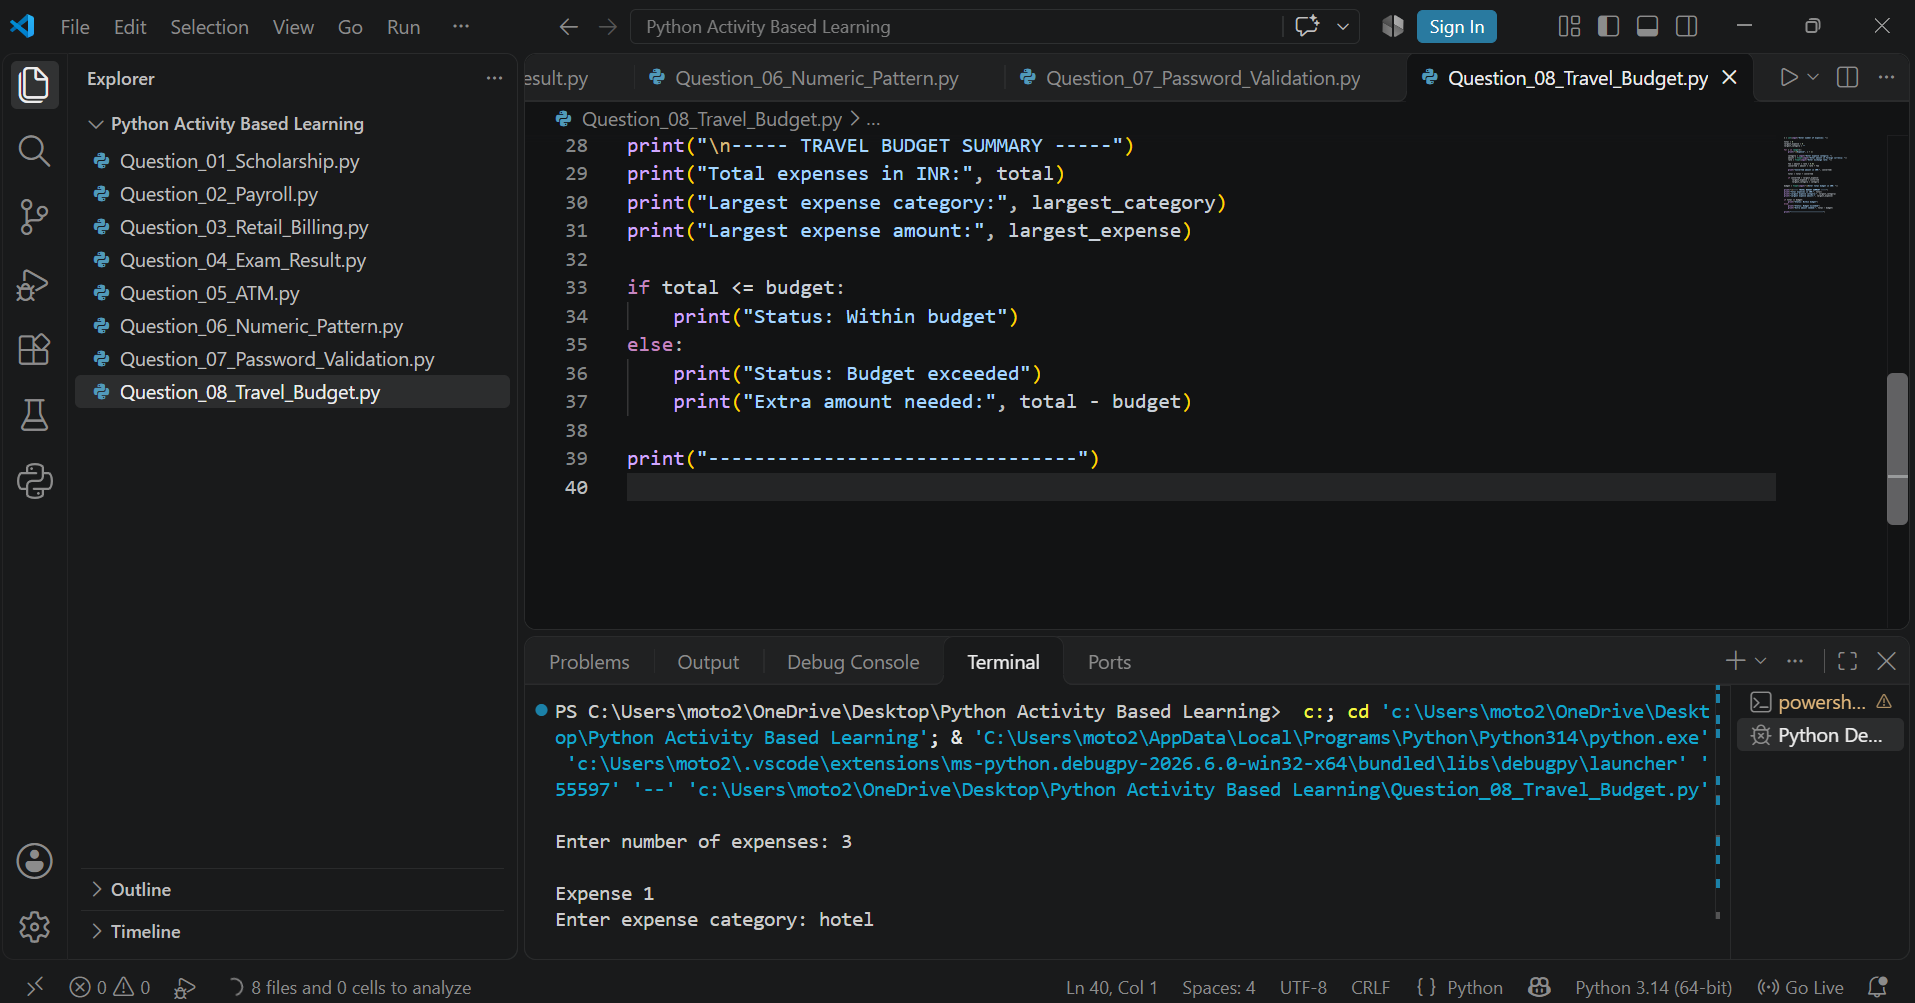 File Edit Selection View Go Run ··· Python Activity Based Learning Sign In
Explorer ···
Python Activity Based Learning
Question_01_Scholarship.py
Question_02_Payroll.py
Question_03_Retail_Billing.py
Question_04_Exam_Result.py
Question_05_ATM.py
Question_06_Numeric_Pattern.py
Question_07_Password_Validation.py
Question_08_Travel_Budget.py
Outline
Timeline
esult.py Question_06_Numeric_Pattern.py Question_07_Password_Validation.py Question_08_Travel_Budget.py
Question_08_Travel_Budget.py > ...
28 print("\n----- TRAVEL BUDGET SUMMARY -----")
29 print("Total expenses in INR:", total)
30 print("Largest expense category:", largest_category)
31 print("Largest expense amount:", largest_expense)
32
33 if total <= budget:
34     print("Status: Within budget")
35 else:
36     print("Status: Budget exceeded")
37     print("Extra amount needed:", total - budget)
38
39 print("--------------------------------")
40
Problems Output Debug Console Terminal Ports
PS C:\Users\moto2\OneDrive\Desktop\Python Activity Based Learning>  c:; cd 'c:\Users\moto2\OneDrive\Deskt
op\Python Activity Based Learning'; & 'C:\Users\moto2\AppData\Local\Programs\Python\Python314\python.exe'
'c:\Users\moto2\.vscode\extensions\ms-python.debugpy-2026.6.0-win32-x64\bundled\libs\debugpy\launcher' '
55597' '--' 'c:\Users\moto2\OneDrive\Desktop\Python Activity Based Learning\Question_08_Travel_Budget.py'
Enter number of expenses: 3
Expense 1
Enter expense category: hotel
powersh...
Python De...
0 0 8 files and 0 cells to analyze Ln 40, Col 1 Spaces: 4 UTF-8 CRLF { } Python Python 3.14 (64-bit) Go Live